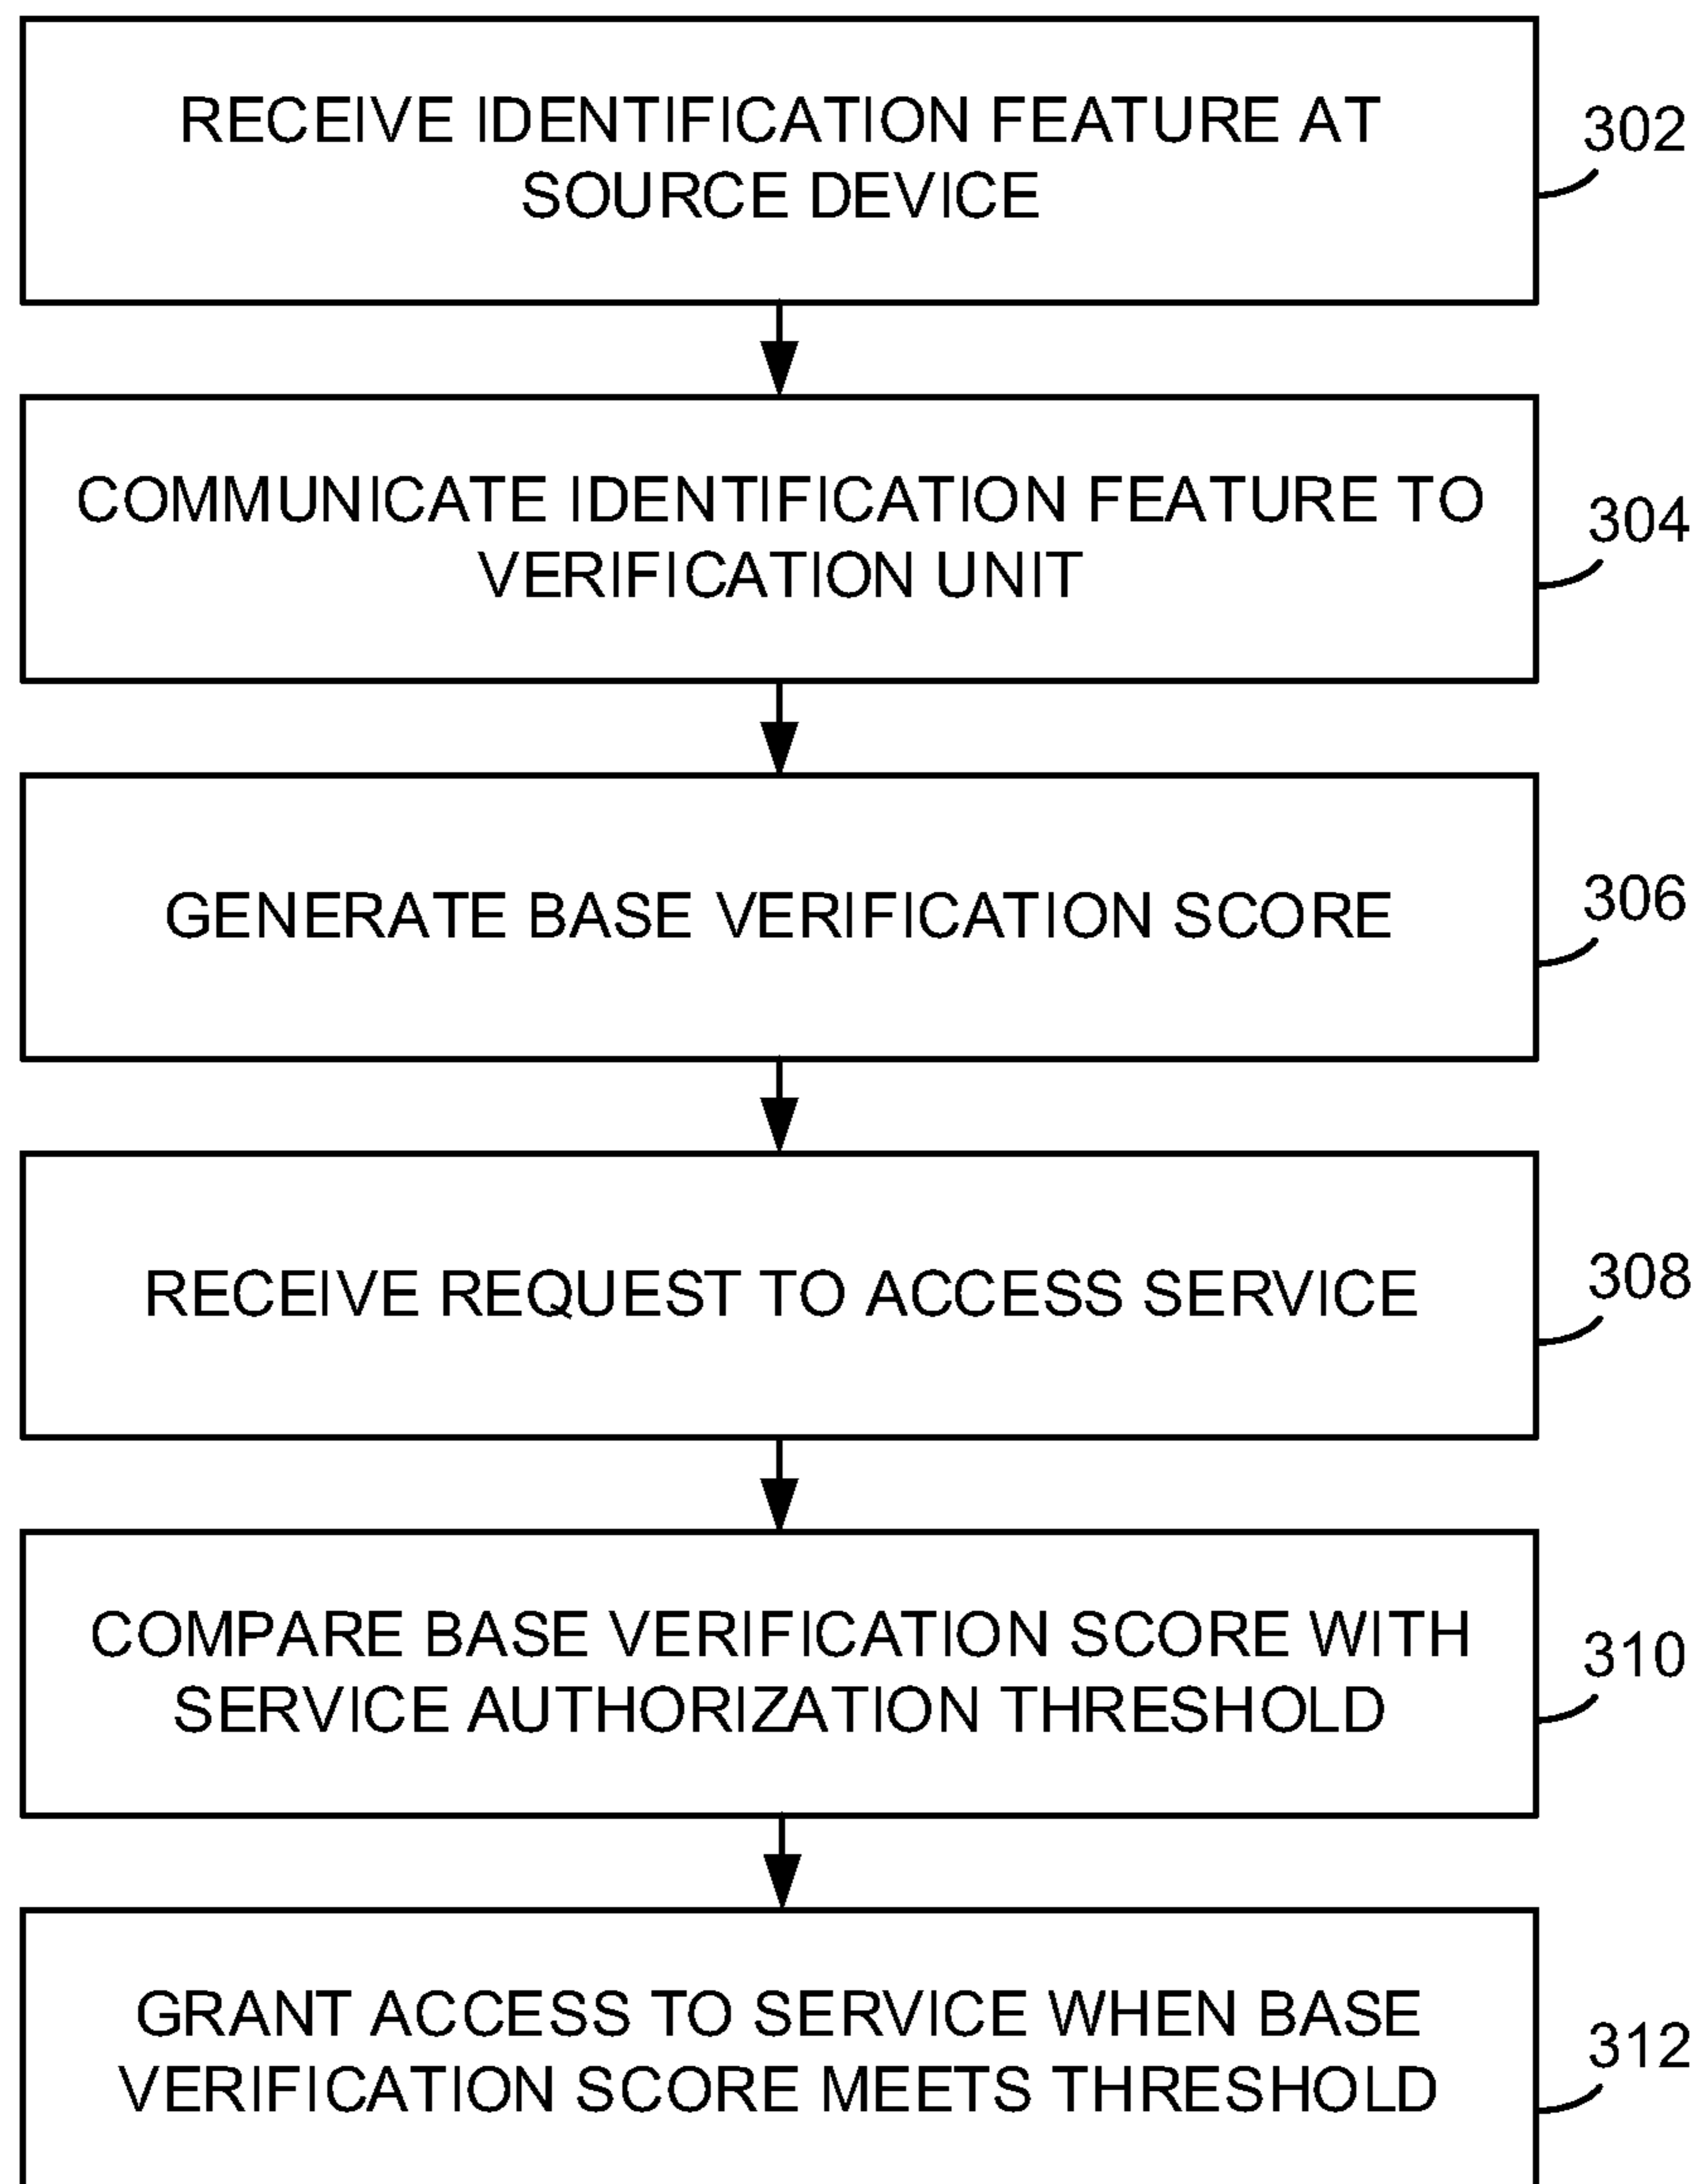 RECEIVE IDENTIFICATION FEATURE AT
SOURCE DEVICE
302
COMMUNICATE IDENTIFICATION FEATURE TO
VERIFICATION UNIT
304
GENERATE BASE VERIFICATION SCORE
306
RECEIVE REQUEST TO ACCESS SERVICE
308
COMPARE BASE VERIFICATION SCORE WITH
SERVICE AUTHORIZATION THRESHOLD
310
GRANT ACCESS TO SERVICE WHEN BASE
VERIFICATION SCORE MEETS THRESHOLD
312